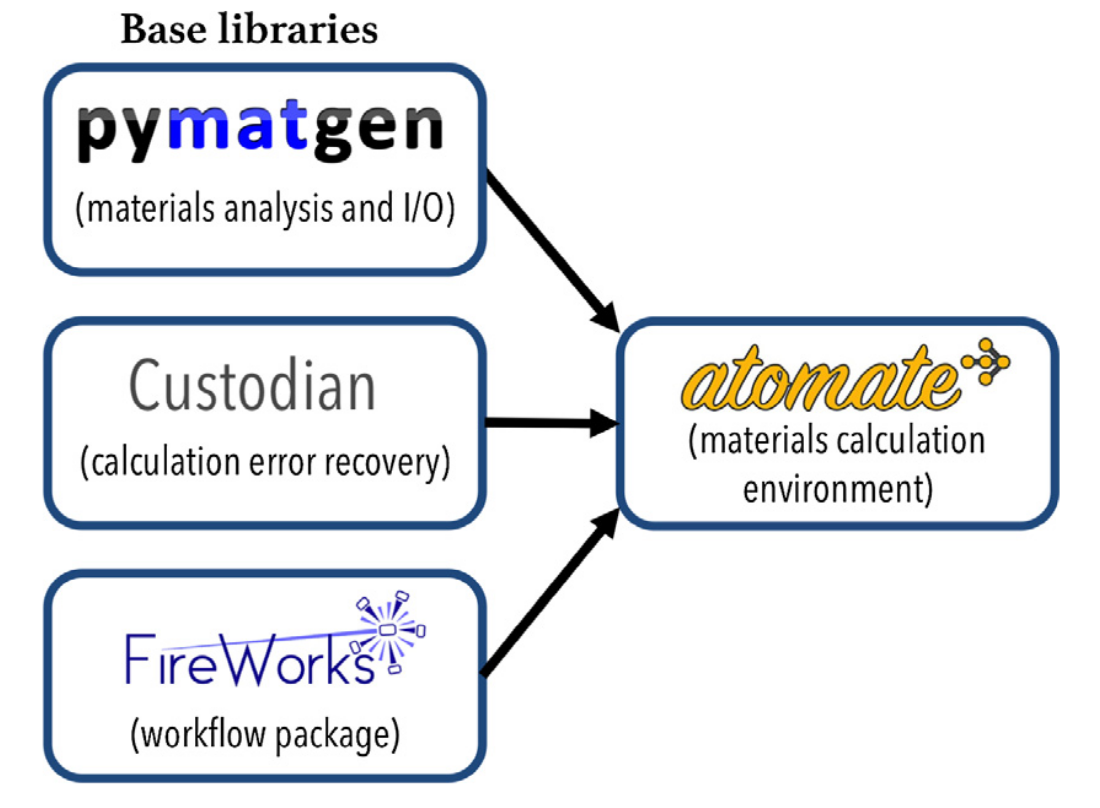 Base libraries
pymatgen
(materials analysis and I/O)
Custodian
(calculation error recovery)
FireWorks
(workflow package)
atomate
(materials calculation
environment)